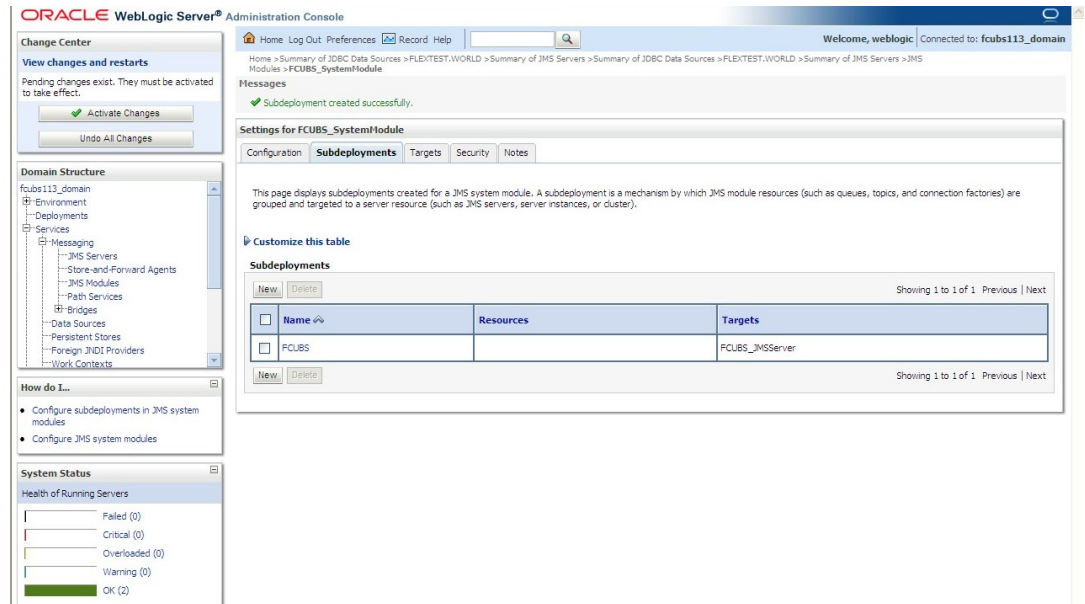 ORACLE WebLogic Server® Administration Console
Change Center
View changes and restarts
Pending changes exist. They must be activated
to take effect.
Activate Changes
Undo All Changes
Domain Structure
fcubs113_domain
Environment
Deployments
Services
Messaging
JMS Servers
Store-and-Forward Agents
JMS Modules
Path Services
Bridges
Data Sources
Persistent Stores
Foreign JNDI Providers
Work Contexts
How do I...
Configure subdeployments in JMS system
modules
Configure JMS system modules
System Status
Health of Running Servers
Failed (0)
Critical (0)
Overloaded (0)
Warning (0)
OK (2)
Home Log Out Preferences Record Help
Welcome, weblogic Connected to: fcubs113_domain
Home >Summary of JDBC Data Sources >FLEXTEST.WORLD >Summary of JMS Servers >Summary of JDBC Data Sources >FLEXTEST.WORLD >Summary of JMS Servers >JMS
Modules >FCUBS_SystemModule
Messages
Subdeployment created successfully.
Settings for FCUBS_SystemModule
Configuration Subdeployments Targets Security Notes
This page displays subdeployments created for a JMS system module. A subdeployment is a mechanism by which JMS module resources (such as queues, topics, and connection factories) are
grouped and targeted to a server resource (such as JMS servers, server instances, or cluster).
Customize this table
Subdeployments
New Delete Showing 1 to 1 of 1 Previous | Next
Name Resources Targets
FCUBS FCUBS_JMSServer
New Delete Showing 1 to 1 of 1 Previous | Next